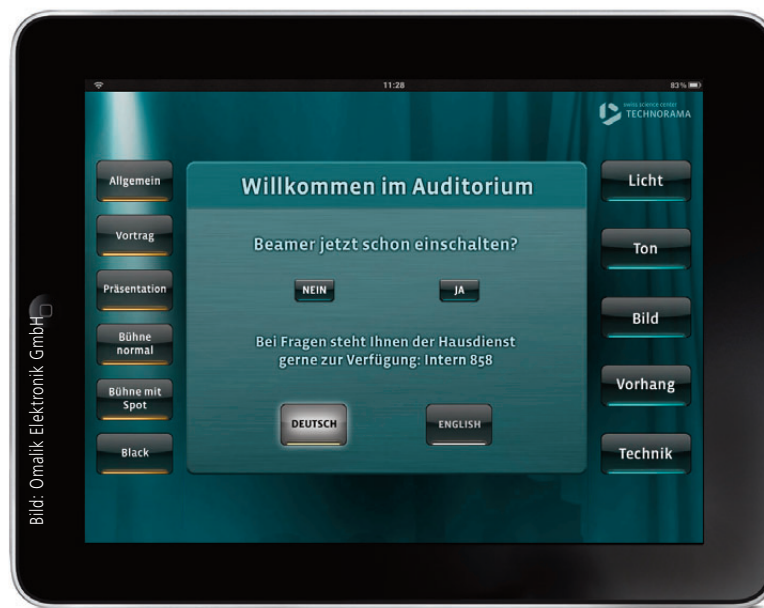 11:28
83 %
SWISS SCIENCE CENTER
TECHNORAMA
Allgemein
Vortrag
Präsentation
Bühne
normal
Bühne mit
Spot
Black
Willkommen im Auditorium
Beamer jetzt schon einschalten?
NEIN
JA
Bei Fragen steht Ihnen der Hausdienst
gerne zur Verfügung: Intern 858
DEUTSCH
ENGLISH
Licht
Ton
Bild
Vorhang
Technik
Bild: Omalik Elektronik GmbH